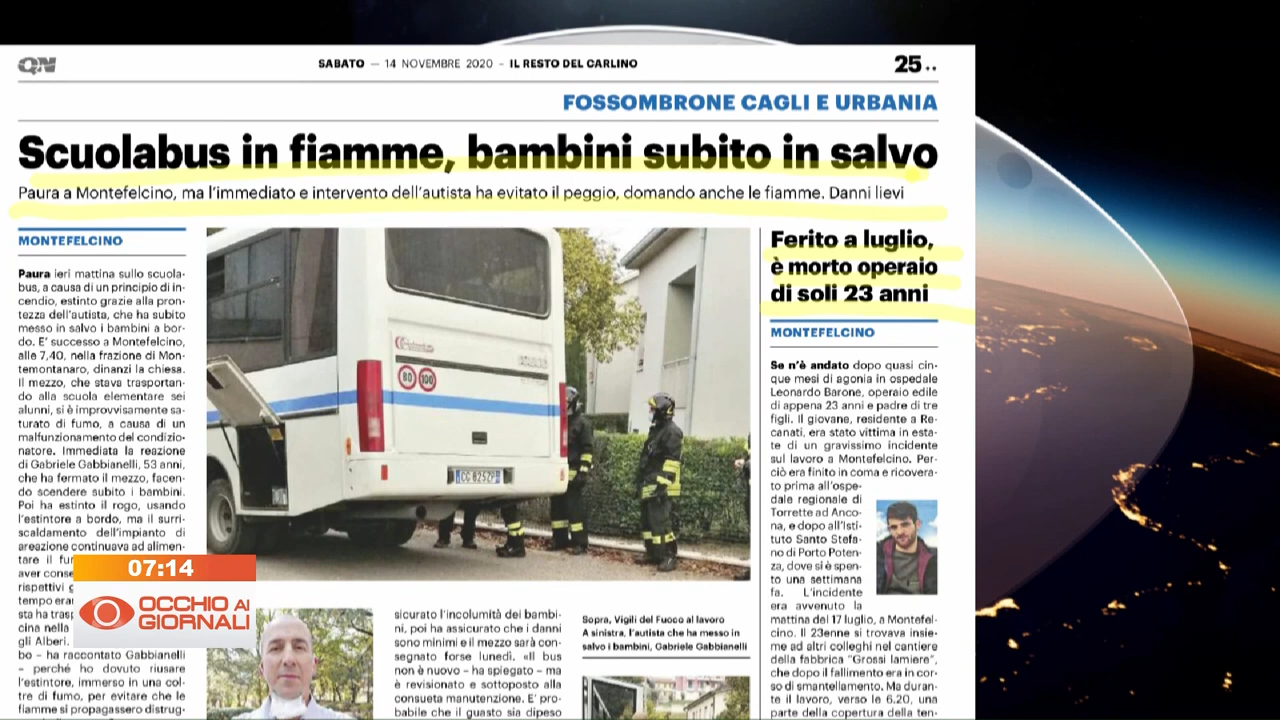 QN
SABATO — 14 NOVEMBRE 2020 – IL RESTO DEL CARLINO
25..
FOSSOMBRONE CAGLI E URBANIA
Scuolabus in fiamme, bambini subito in salvo
Paura a Montefelcino, ma l'immediato e intervento dell'autista ha evitato il peggio, domando anche le fiamme. Danni lievi
MONTEFELCINO
Paura ieri mattina sullo scuola-
bus, a causa di un principio di in-
cendio, estinto grazie alla pron-
tezza dell'autista, che ha subito
messo in salvo i bambini a bor-
do. E' successo a Montefelcino,
alle 7,40, nella frazione di Mon-
temontanaro, dinanzi la chiesa.
Il mezzo, che stava trasportan-
do alla scuola elementare sei
alunni, si è improvvisamente sa-
turato di fumo, a causa di un
malfunzionamento del condizio-
natore. Immediata la reazione
di Gabriele Gabbianelli, 53 anni,
che ha fermato il mezzo, facen-
do scendere subito i bambini.
Poi ha estinto il rogo, usando
l'estintore a bordo, ma il surri-
scaldamento dell'impianto di
areazione continuava ad alimen-
tare il
aver
rispettivi
tempo
sta ha
cina nella
gli Alberi.
bo – ha raccontato Gabbianelli
– perché ho dovuto riusare
l'estintore, immerso in una col-
tre di fumo, per evitare che le
fiamme si propagassero distrug-
80 100
CG 825ZP
sicurato l'incolumità dei bambi-
ni, poi ha assicurato che i danni
sono minimi e il mezzo sarà con-
segnato forse lunedì. «Il bus
non è nuovo – ha spiegato – ma
è revisionato e sottoposto alla
consueta manutenzione. E' pro-
babile che il guasto sia dipeso
Sopra, Vigili del Fuoco al lavoro
A sinistra, l'autista che ha messo in
salvo i bambini, Gabriele Gabbianelli
Ferito a luglio,
è morto operaio
di soli 23 anni
MONTEFELCINO
Se n'è andato dopo quasi cin-
que mesi di agonia in ospedale
Leonardo Barone, operaio edile
di appena 23 anni e padre di tre
figli. Il giovane, residente a Re-
canati, era stato vittima in esta-
te di un gravissimo incidente
sul lavoro a Montefelcino. Per-
ciò era finito in coma e ricovera-
to prima all'ospe-
dale regionale di
Torrette ad Anco-
na, e dopo all'Isti-
tuto Santo Stefa-
no di Porto Poten-
za, dove si è spen-
to una settimana
fa. L'incidente
era avvenuto la
mattina del 17 luglio, a Montefel-
cino. Il 23enne si trovava insie-
me ad altri colleghi nel cantiere
della fabbrica "Grossi lamiere",
che dopo il fallimento era in cor-
so di smantellamento. Ma duran-
te il lavoro, verso le 6.20, una
parte della copertura della ten-
07:14
OCCHIO AI
GIORNALI